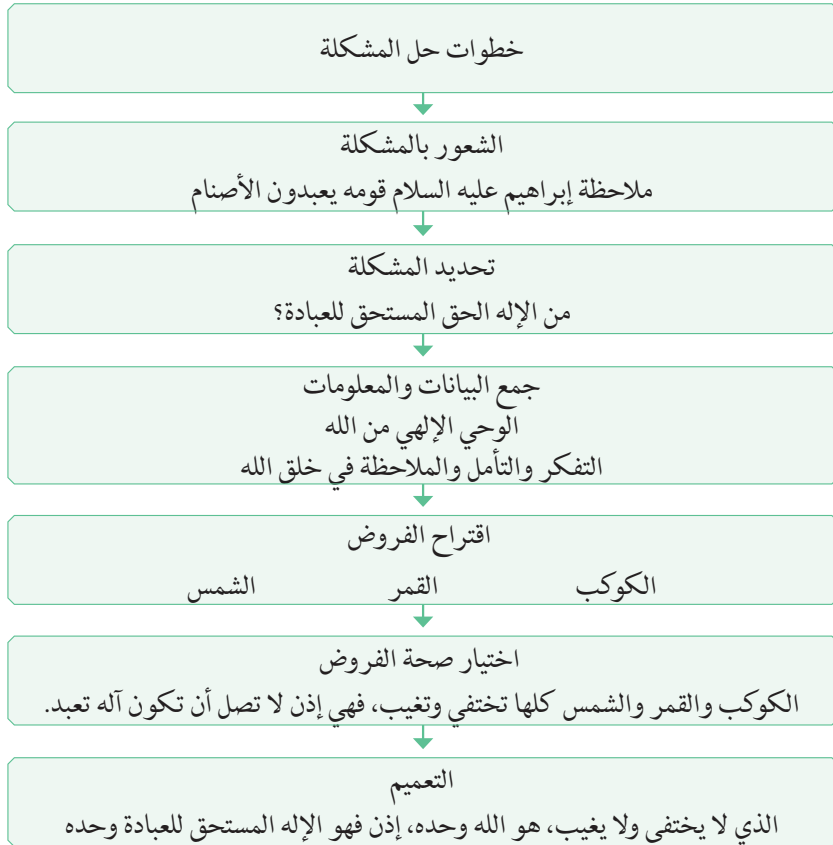 خطوات حل المشكلة
الشعور بالمشكلة
ملاحظة إبراهيم عليه السلام قومه يعبدون الأصنام
تحديد المشكلة
من الإله الحق المستحق للعبادة؟
جمع البيانات والمعلومات
الوحي الإلهي من الله
التفكر والتأمل والملاحظة في خلق الله
اقتراح الفروض
الكوكب القمر الشمس
اختيار صحة الفروض
الكوكب والقمر والشمس كلها تختفي وتغيب، فهي إذن لا تصل أن تكون آله تعبد.
التعميم
الذي لا يختفي ولا يغيب، هو الله وحده، إذن فهو الإله المستحق للعبادة وحده